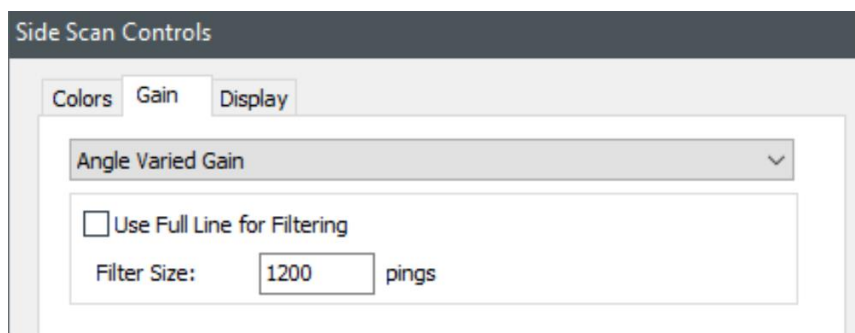 Side Scan Controls
Colors Gain Display
Angle Varied Gain
Use Full Line for Filtering
Filter Size: 1200 pings